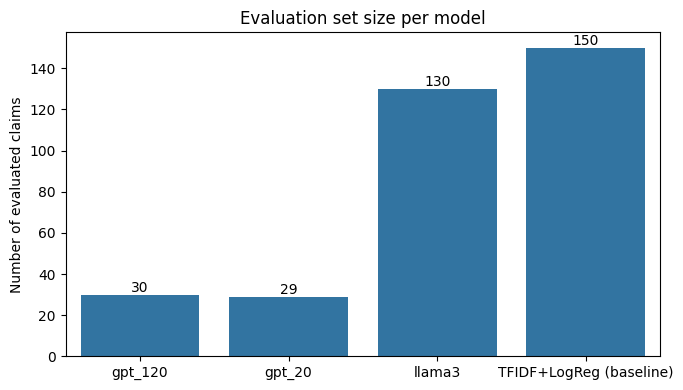 Evaluation set size per model
Number of evaluated claims
140
120
100
80
60
40
20
0
30
29
130
150
gpt_120
gpt_20
llama3
TFIDF+LogReg (baseline)